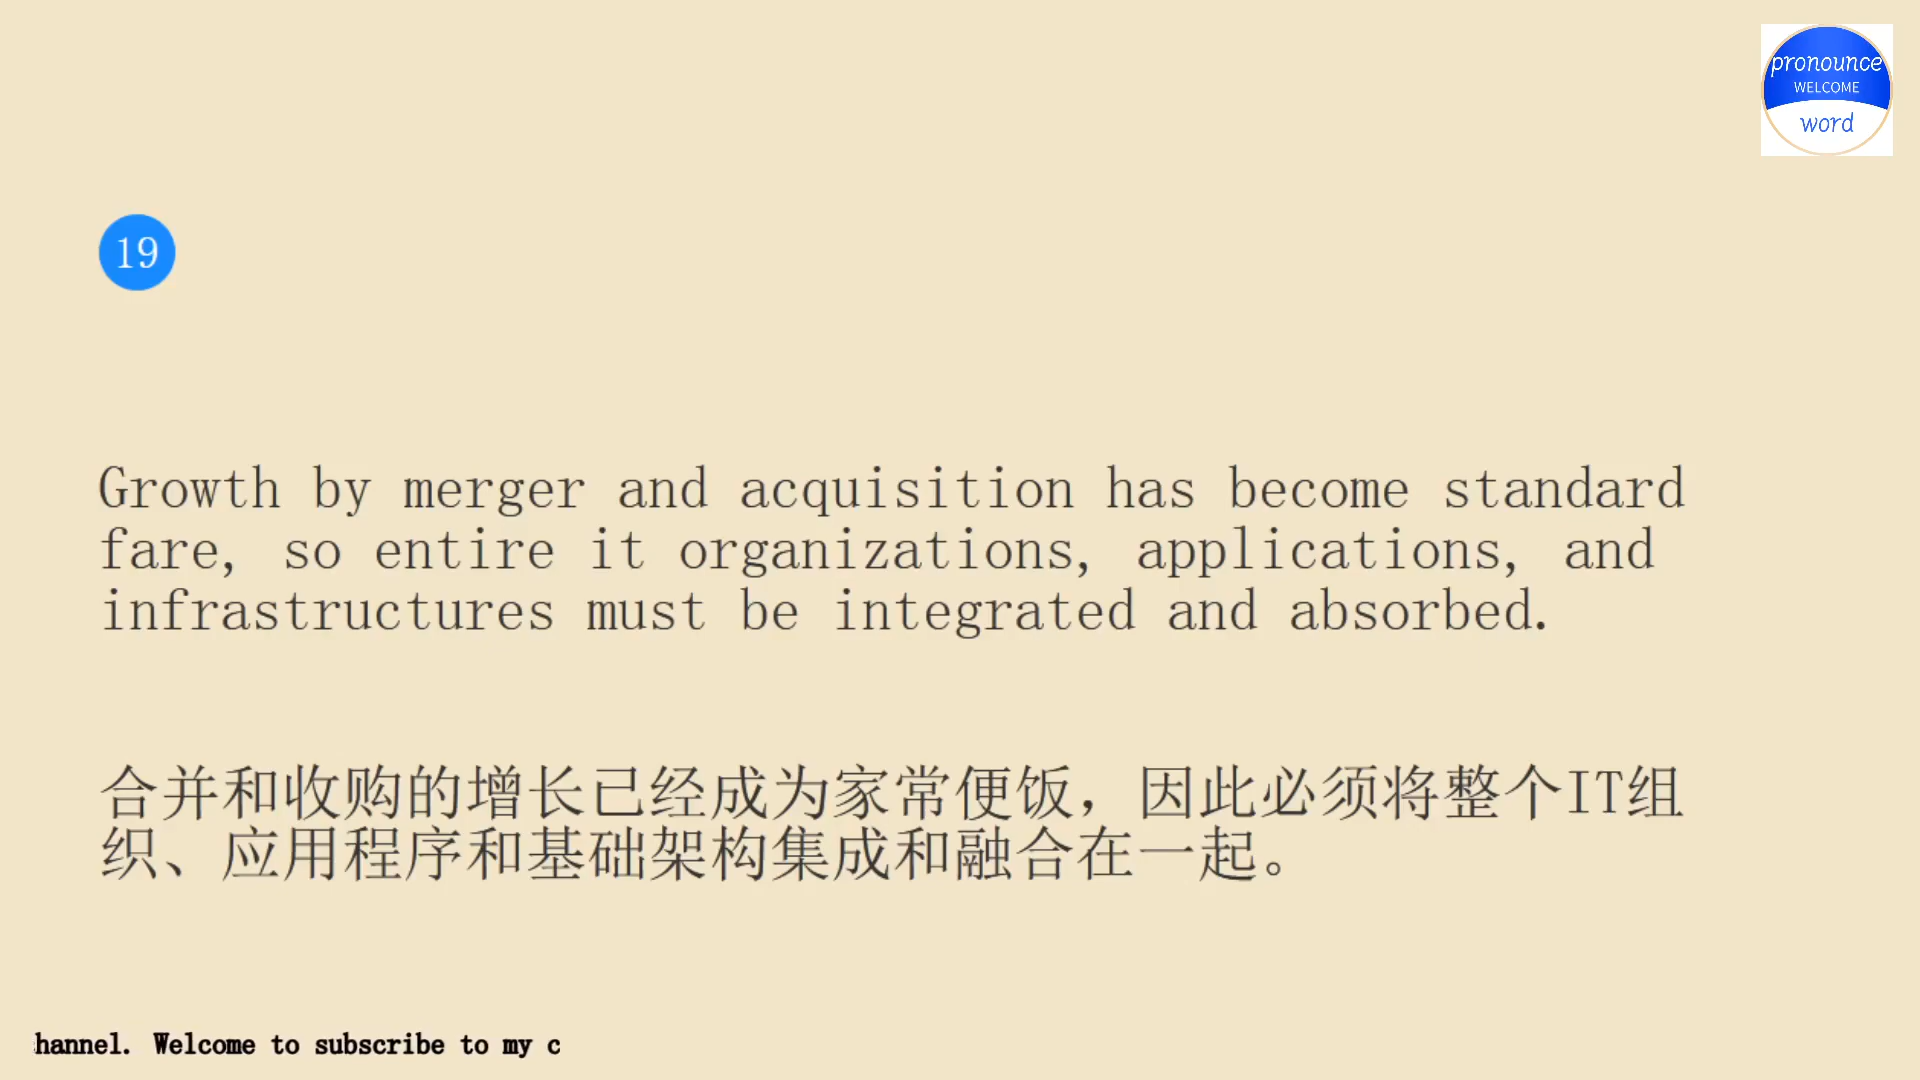 pronounce
WELCOME
word
19
Growth by merger and acquisition has become standard
fare, so entire it organizations, applications, and
infrastructures must be integrated and absorbed.
合并和收购的增长已经成为家常便饭，因此必须将整个IT组
织、应用程序和基础架构集成和融合在一起。
hannel. Welcome to subscribe to my c